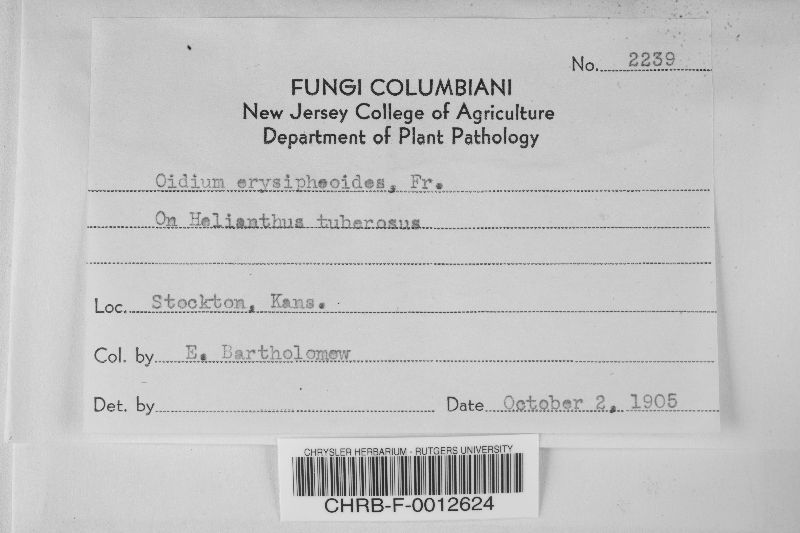 No. 2239
FUNGI COLUMBIANI
New Jersey College of Agriculture
Department of Plant Pathology
Oidium erysipheoides, Fr.
On Helianthus tuberosus
Loc. Stockton, Kans.
Col. by E. Bartholomew
Det. by
Date October 2, 1905
CHRYSLER HERBARIUM - RUTGERS UNIVERSITY
CHRB-F-0012624